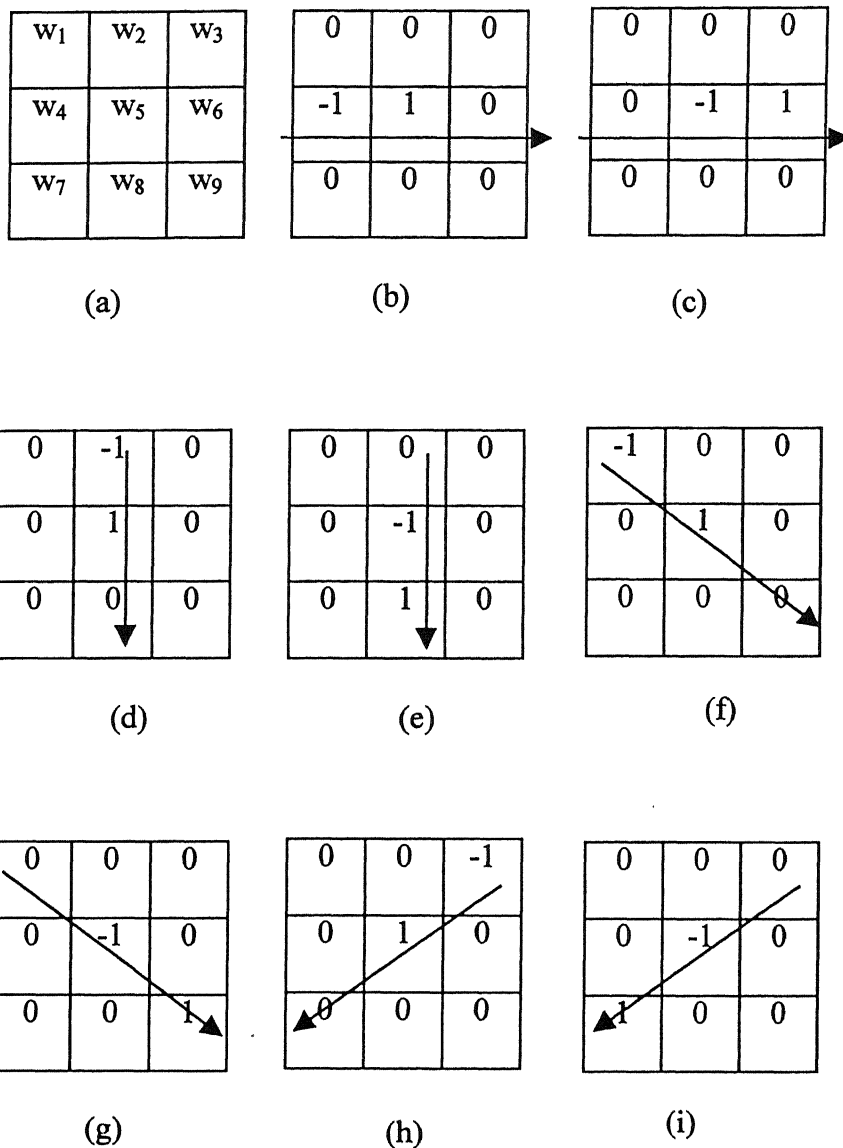 w1 w2 w3 0 0 0 0 0 0
w4 w5 w6 -1 1 0 0 -1 1
w7 w8 w9 0 0 0 0 0 0
(a) (b) (c)
0 -1 0 0 0 0 -1 0 0
0 1 0 0 -1 0 0 1 0
0 0 0 0 1 0 0 0 0
(d) (e) (f)
0 0 0 0 0 -1 0 0 0
0 -1 0 0 1 0 0 -1 0
0 0 1 0 0 0 1 0 0
(g) (h) (i)